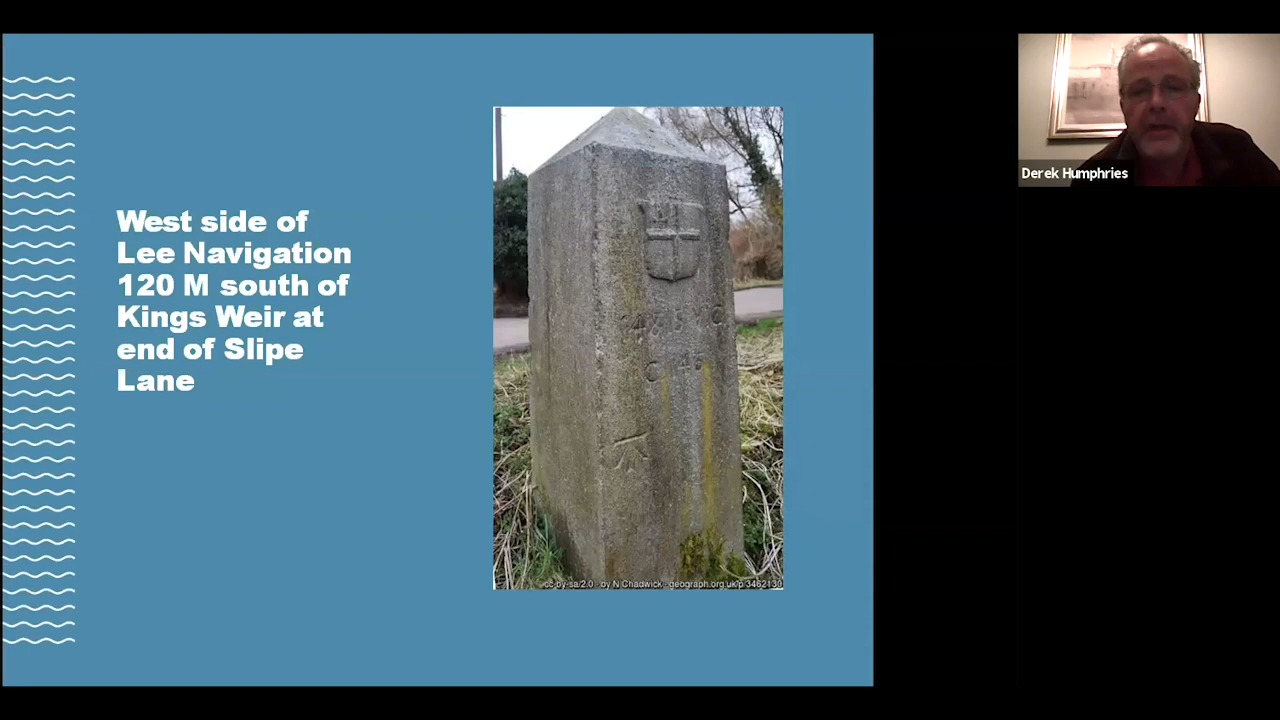 West side of
Lee Navigation
120 M south of
Kings Weir at
end of Slipe
Lane
cc-by-sa/2.0 - by N Chadwick - geograph.org.uk/p/3462130
Derek Humphries